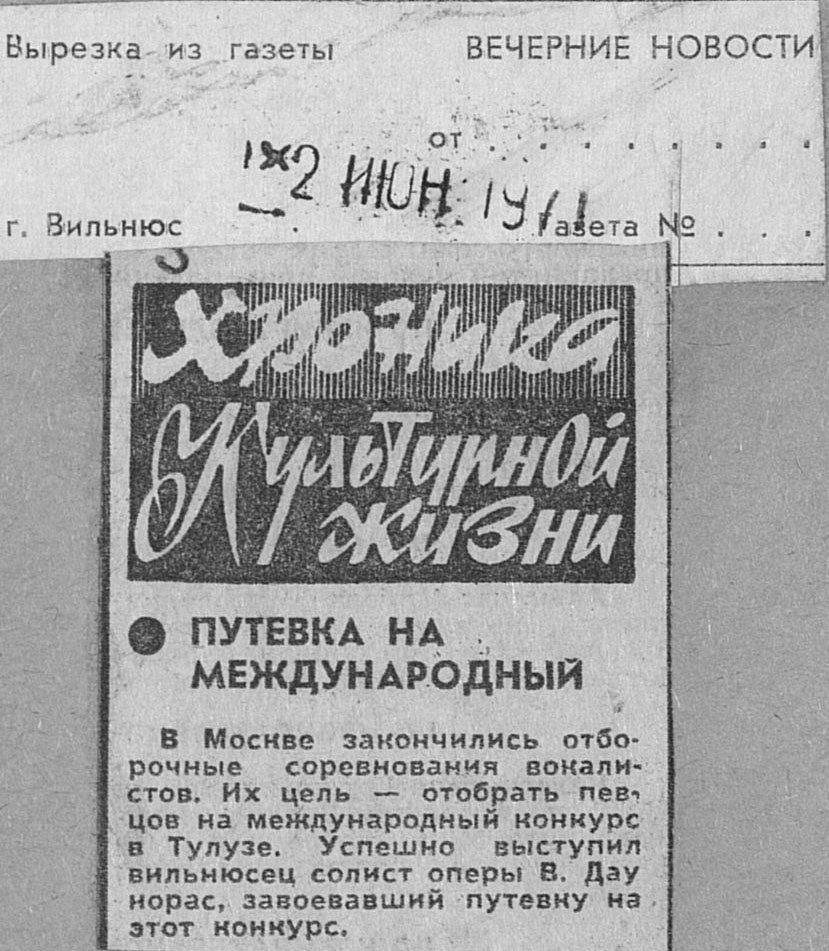 Вырезка из газеты ВЕЧЕРНИЕ НОВОСТИ
от . . . . . . . . .
2 ИЮН 1971
г. Вильнюс Газета № . . .
Хроника
Культурной
жизни
● ПУТЕВКА НА
МЕЖДУНАРОДНЫЙ
В Москве закончились отбо-
рочные соревнования вокали-
стов. Их цель — отобрать пев-
цов на международный конкурс
в Тулузе. Успешно выступил
вильнюсец солист оперы В. Дау
норас, завоевавший путевку на
этот конкурс.